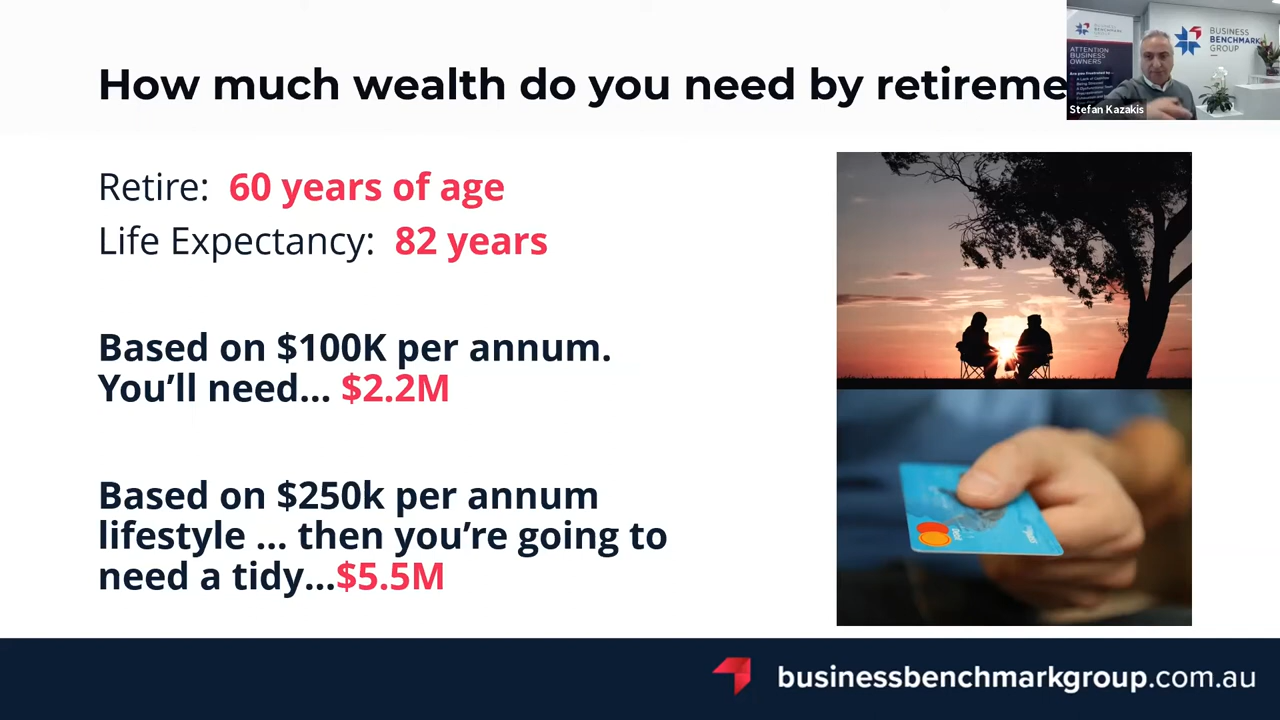 How much wealth do you need by retireme
BUSINESS
BENCHMARK
GROUP
ATTENTION
BUSINESS
OWNERS
Stefan Kazakis
Retire: 60 years of age
Life Expectancy: 82 years
Based on $100K per annum.
You’ll need... $2.2M
Based on $250k per annum
lifestyle ... then you’re going to
need a tidy...$5.5M
businessbenchmarkgroup.com.au